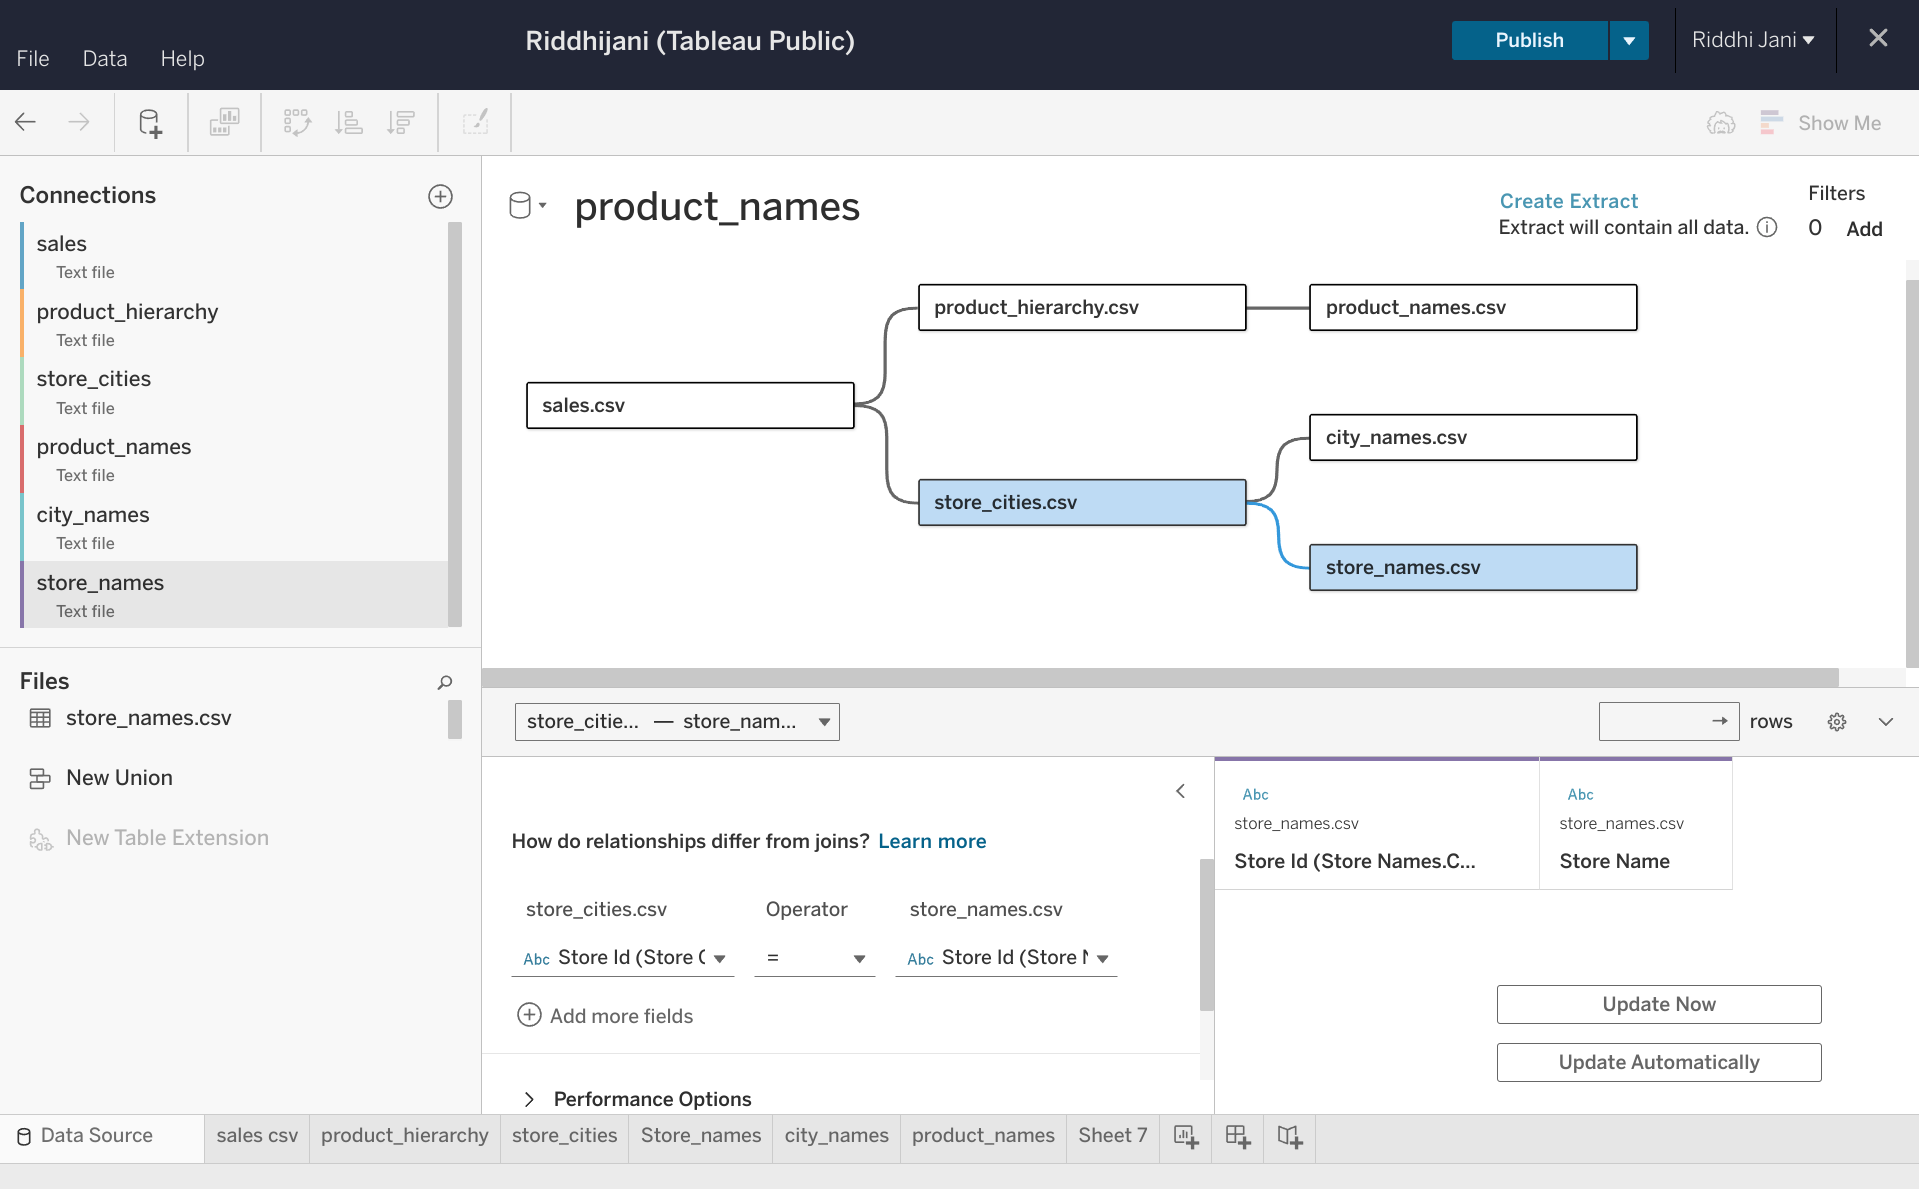 Riddhijani (Tableau Public)
File Data Help
Publish
Riddhi Jani
Show Me
Connections
sales
Text file
product_hierarchy
Text file
store_cities
Text file
product_names
Text file
city_names
Text file
store_names
Text file
Files
store_names.csv
New Union
New Table Extension
product_names
Create Extract
Extract will contain all data.
Filters
0 Add
product_hierarchy.csv
product_names.csv
sales.csv
city_names.csv
store_cities.csv
store_names.csv
store_citie... — store_nam...
rows
How do relationships differ from joins? Learn more
store_cities.csv Operator store_names.csv
Abc Store Id (Store = Abc Store Id (Store
Add more fields
Performance Options
Abc
store_names.csv
Store Id (Store Names.C...
Abc
store_names.csv
Store Name
Update Now
Update Automatically
Data Source sales csv product_hierarchy store_cities Store_names city_names product_names Sheet 7